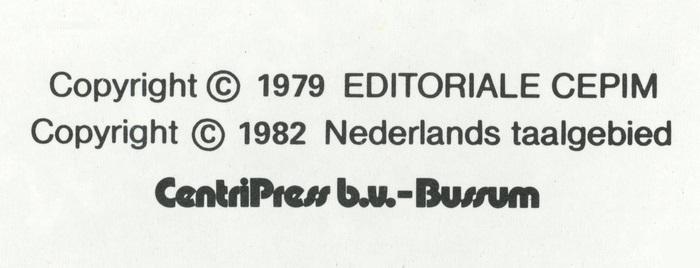 Copyright © 1979 EDITORIALE CEPIM
Copyright © 1982 Nederlands taalgebied
CentriPress b.v.-Bussum